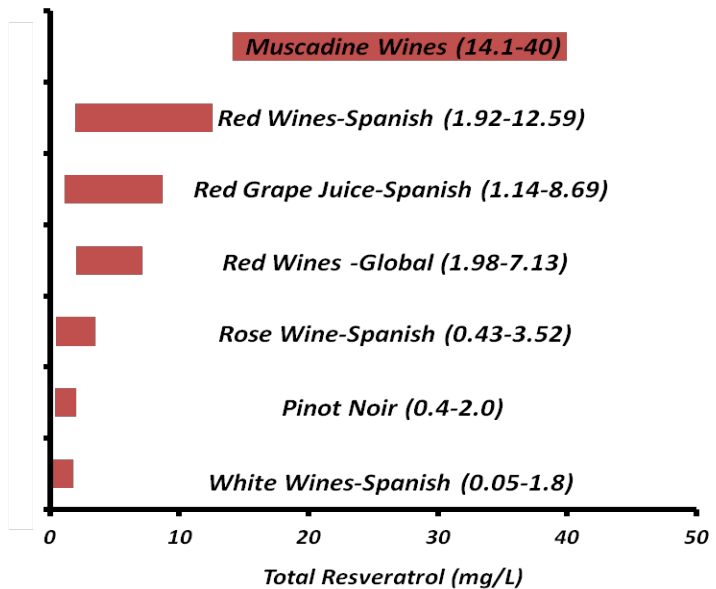 Muscadine Wines (14.1-40)
Red Wines-Spanish (1.92-12.59)
Red Grape Juice-Spanish (1.14-8.69)
Red Wines -Global (1.98-7.13)
Rose Wine-Spanish (0.43-3.52)
Pinot Noir (0.4-2.0)
White Wines-Spanish (0.05-1.8)
0 10 20 30 40 50
Total Resveratrol (mg/L)